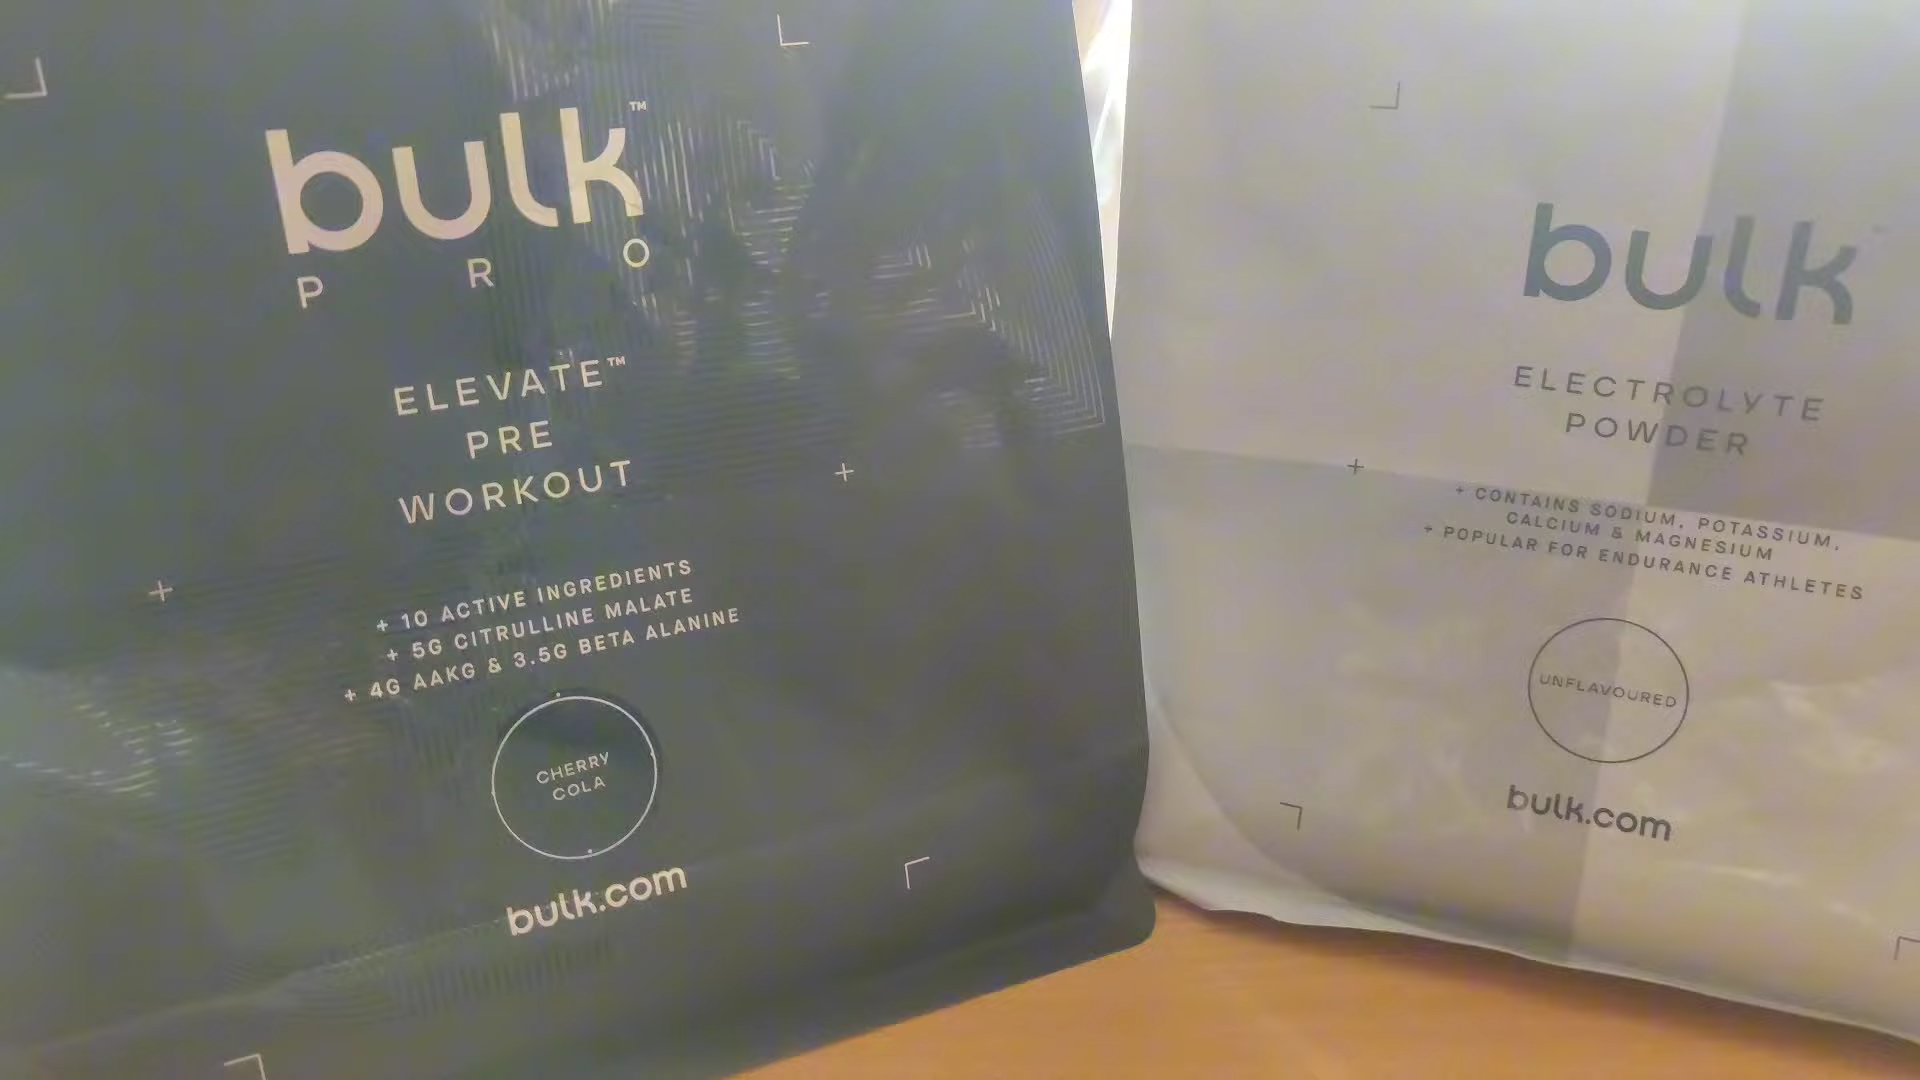 bulk™
PRO
ELEVATE™
PRE
WORKOUT
+ 10 ACTIVE INGREDIENTS
+ 5G CITRULLINE MALATE
+ 4G AAKG & 3.5G BETA ALANINE
CHERRY
COLA
bulk.com
bulk™
ELECTROLYTE
POWDER
+ CONTAINS SODIUM, POTASSIUM,
CALCIUM & MAGNESIUM
+ POPULAR FOR ENDURANCE ATHLETES
UNFLAVOURED
bulk.com